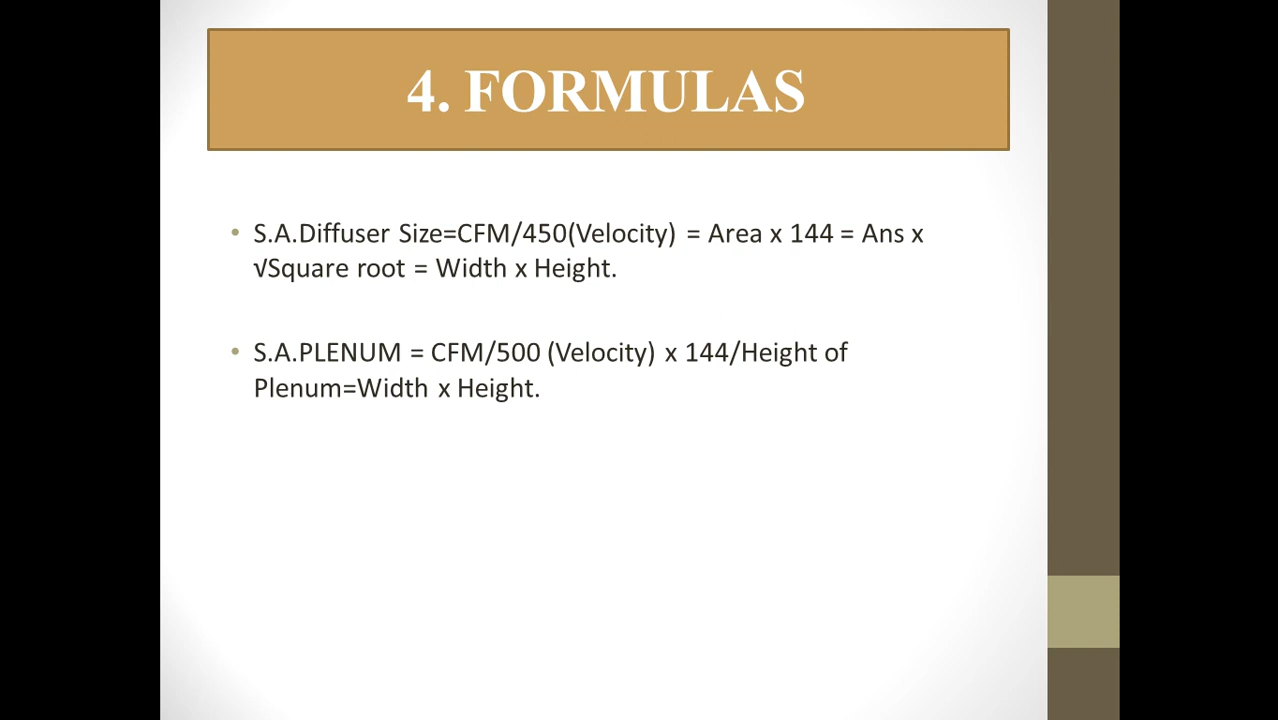 4. FORMULAS
• S.A.Diffuser Size=CFM/450(Velocity) = Area x 144 = Ans x
√Square root = Width x Height.
• S.A.PLENUM = CFM/500 (Velocity) x 144/Height of
Plenum=Width x Height.